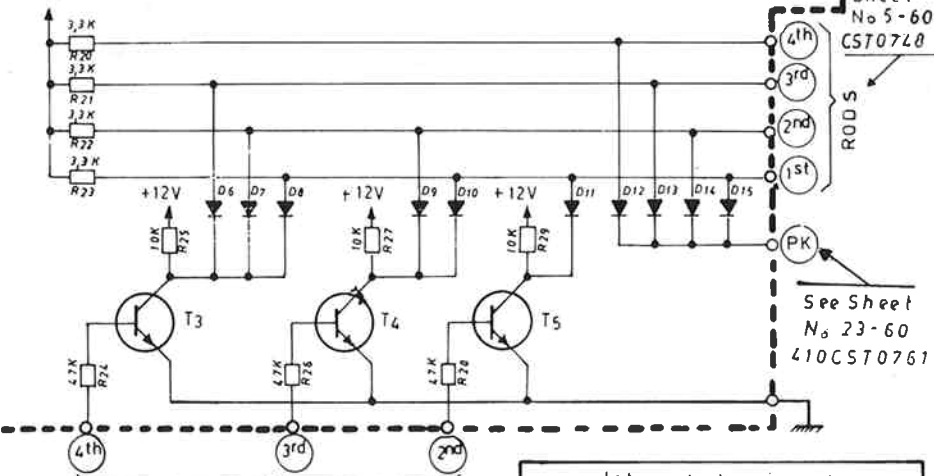 No 5-60
CST0748
3,3K
R20
4th
3,3K
R21
3rd
3,3K
R22
2nd
3,3K
R23
1st
RODS
+12V
D6
D7
D8
+12V
D9
D10
+12V
D11
D12
D13
D14
D15
10K
R25
10K
R27
10K
R29
PK
T3
T4
T5
See Sheet
No 23-60
410CST0761
47K
R24
47K
R26
47K
R28
4th
3rd
2nd